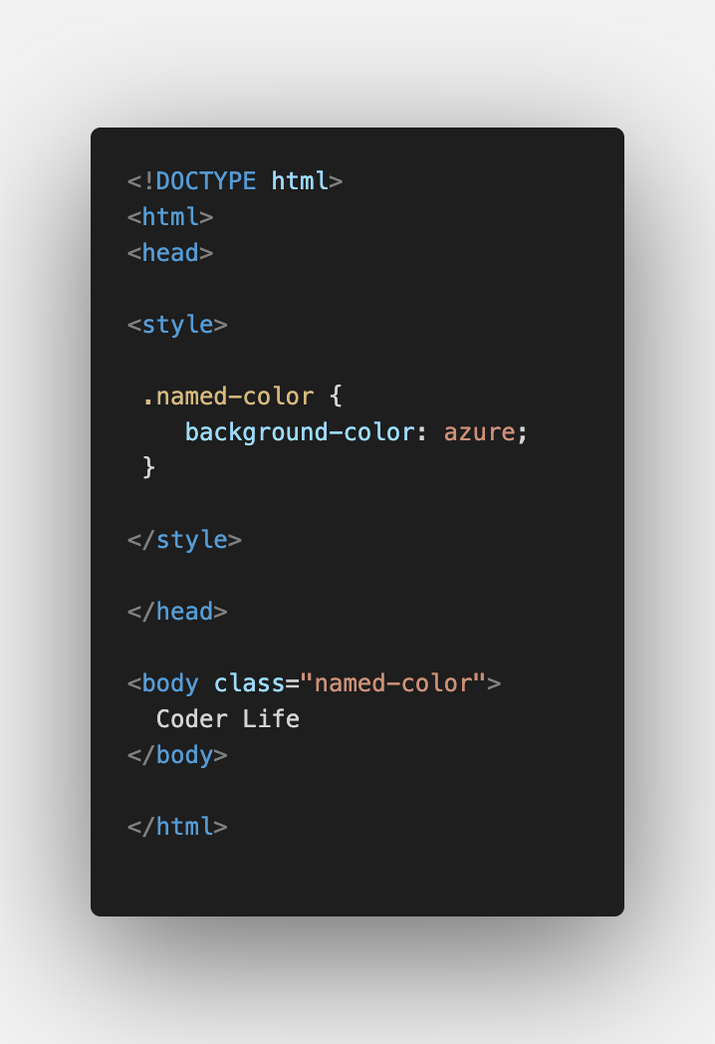 <!DOCTYPE html>
<html>
<head>
<style>
.named-color {
background-color: azure;
}
</style>
</head>
<body class="named-color">
Coder Life
</body>
</html>